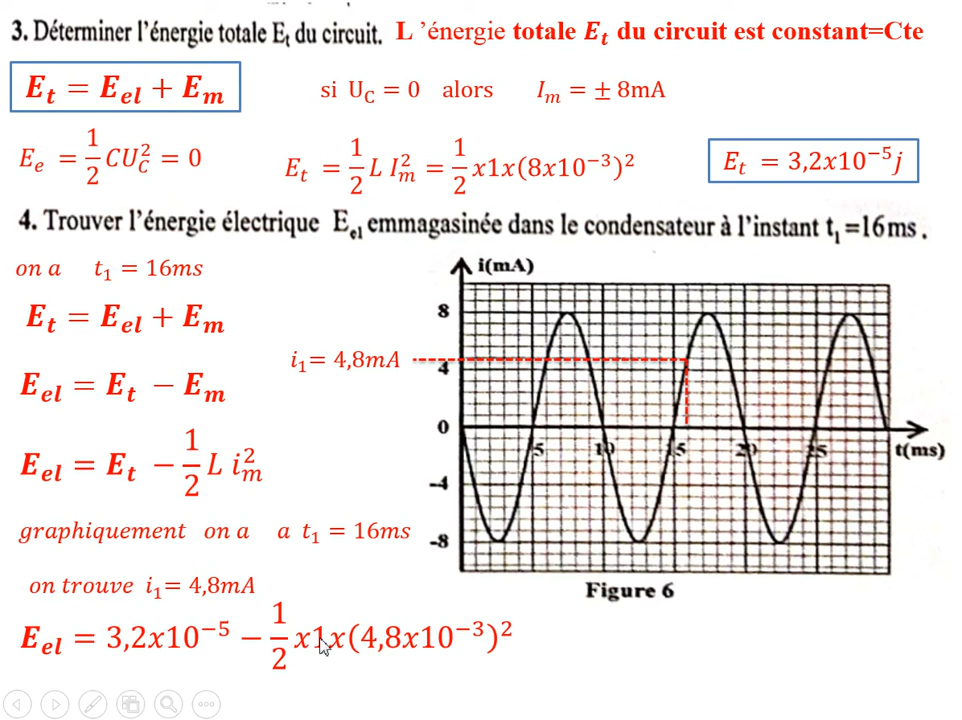 3. Déterminer l'énergie totale Et du circuit. L 'énergie totale Et du circuit est constant=Cte
Et = Eel + Em
si UC = 0 alors Im = ± 8mA
Ee = 1/2 CUC² = 0
Et = 1/2 L Im² = 1/2 x1x(8x10⁻³)²
Et = 3,2x10⁻⁵j
4. Trouver l'énergie électrique Eel emmagasinée dans le condensateur à l'instant t1 =16ms .
on a t1 = 16ms
Et = Eel + Em
Eel = Et − Em
Eel = Et − 1/2 L im²
graphiquement on a a t1 = 16ms
on trouve i1= 4,8mA
Eel = 3,2x10⁻⁵ − 1/2 x1x(4,8x10⁻³)²
i(mA)
8
i1= 4,8mA
4
0
5 10 15 20 25
t(ms)
-4
-8
Figure 6